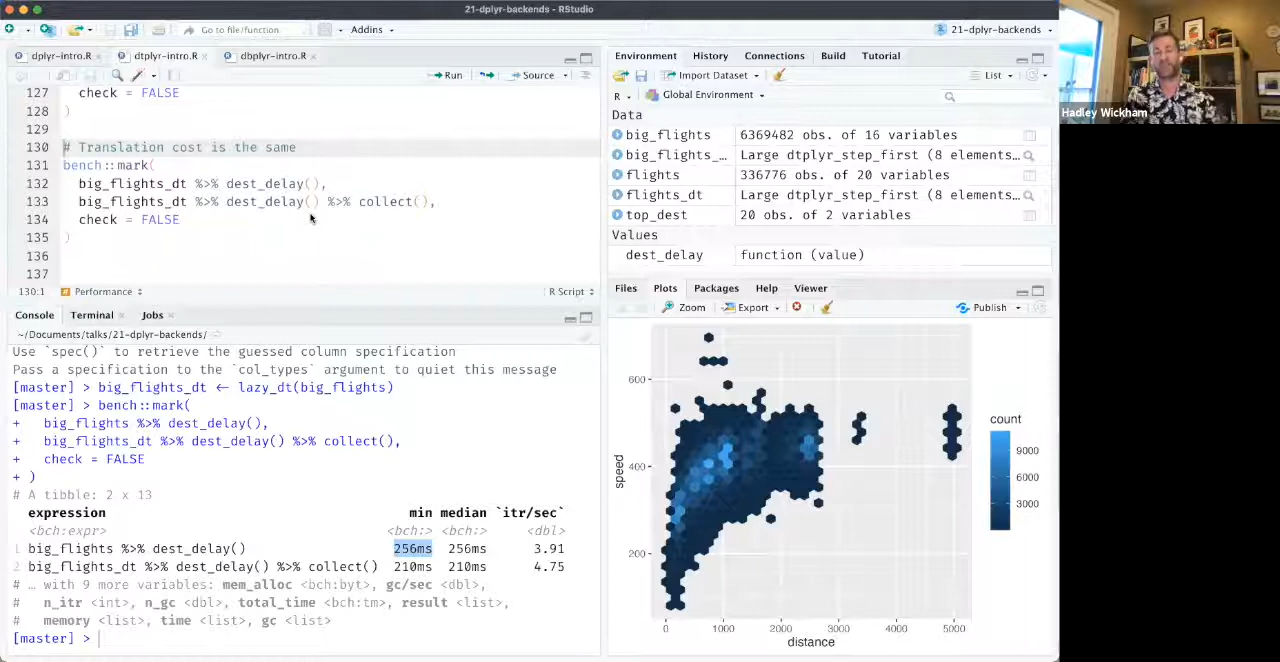 21-dplyr-backends - RStudio
Go to file/function
Addins
21-dplyr-backends
dplyr-intro.R
dtplyr-intro.R
dbplyr-intro.R
Run
Source
127 check = FALSE
128 )
129
130 # Translation cost is the same
131 bench::mark(
132 big_flights_dt %>% dest_delay(),
133 big_flights_dt %>% dest_delay() %>% collect(),
134 check = FALSE
135 )
136
137
130:1 Performance R Script
Console Terminal Jobs
~/Documents/talks/21-dplyr-backends/
Use `spec()` to retrieve the guessed column specification
Pass a specification to the `col_types` argument to quiet this message
[master] > big_flights_dt ← lazy_dt(big_flights)
[master] > bench::mark(
+ big_flights %>% dest_delay(),
+ big_flights_dt %>% dest_delay() %>% collect(),
+ check = FALSE
+ )
# A tibble: 2 x 13
expression min median `itr/sec`
<bch:expr> <bch:> <bch:> <dbl>
1 big_flights %>% dest_delay() 256ms 256ms 3.91
2 big_flights_dt %>% dest_delay() %>% collect() 210ms 210ms 4.75
# … with 9 more variables: mem_alloc <bch:byt>, gc/sec <dbl>,
# n_itr <int>, n_gc <dbl>, total_time <bch:tm>, result <list>,
# memory <list>, time <list>, gc <list>
[master] >
Environment History Connections Build Tutorial
Import Dataset List
R Global Environment
Data
big_flights 6369482 obs. of 16 variables
big_flights_… Large dtplyr_step_first (8 elements…
flights 336776 obs. of 20 variables
flights_dt Large dtplyr_step_first (8 elements…
top_dest 20 obs. of 2 variables
Values
dest_delay function (value)
Files Plots Packages Help Viewer
Zoom Export Publish
600
400
200
speed
0 1000 2000 3000 4000 5000
distance
count
9000
6000
3000
Hadley Wickham